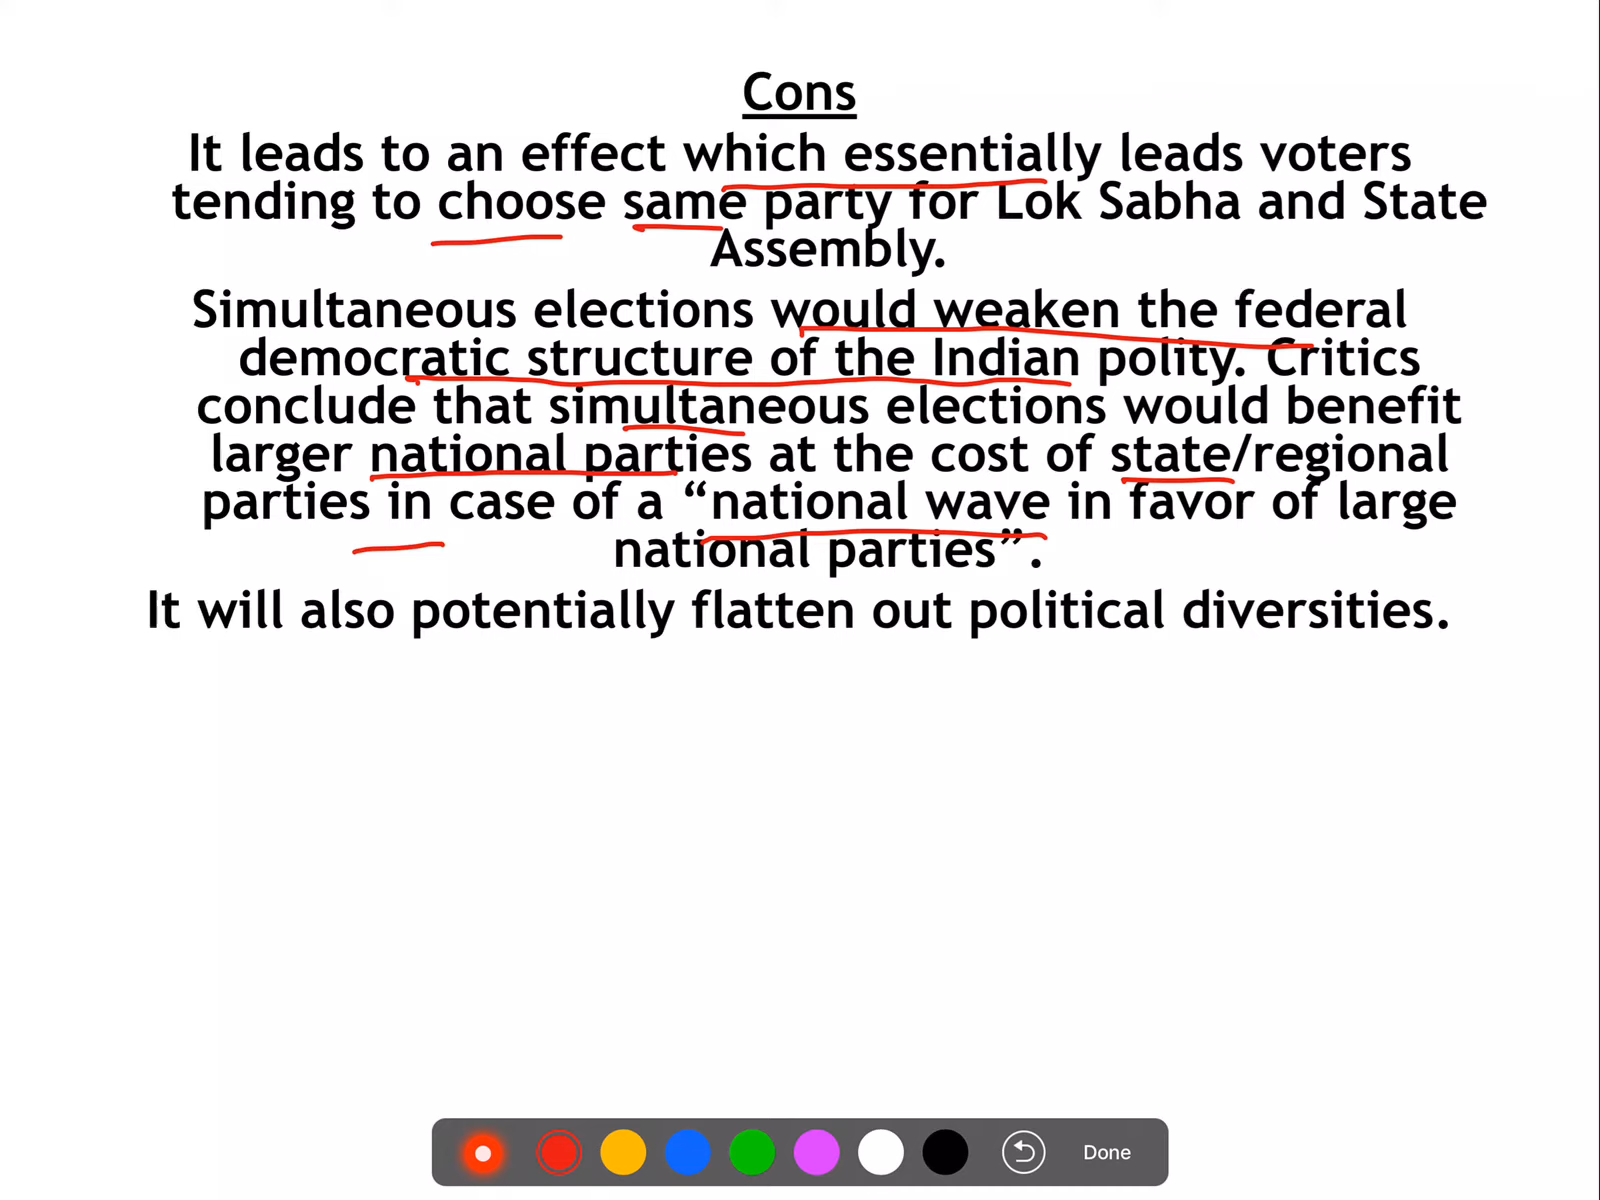 Cons
It leads to an effect which essentially leads voters
tending to choose same party for Lok Sabha and State
Assembly.
Simultaneous elections would weaken the federal
democratic structure of the Indian polity. Critics
conclude that simultaneous elections would benefit
larger national parties at the cost of state/regional
parties in case of a “national wave in favor of large
national parties”.
It will also potentially flatten out political diversities.
Done